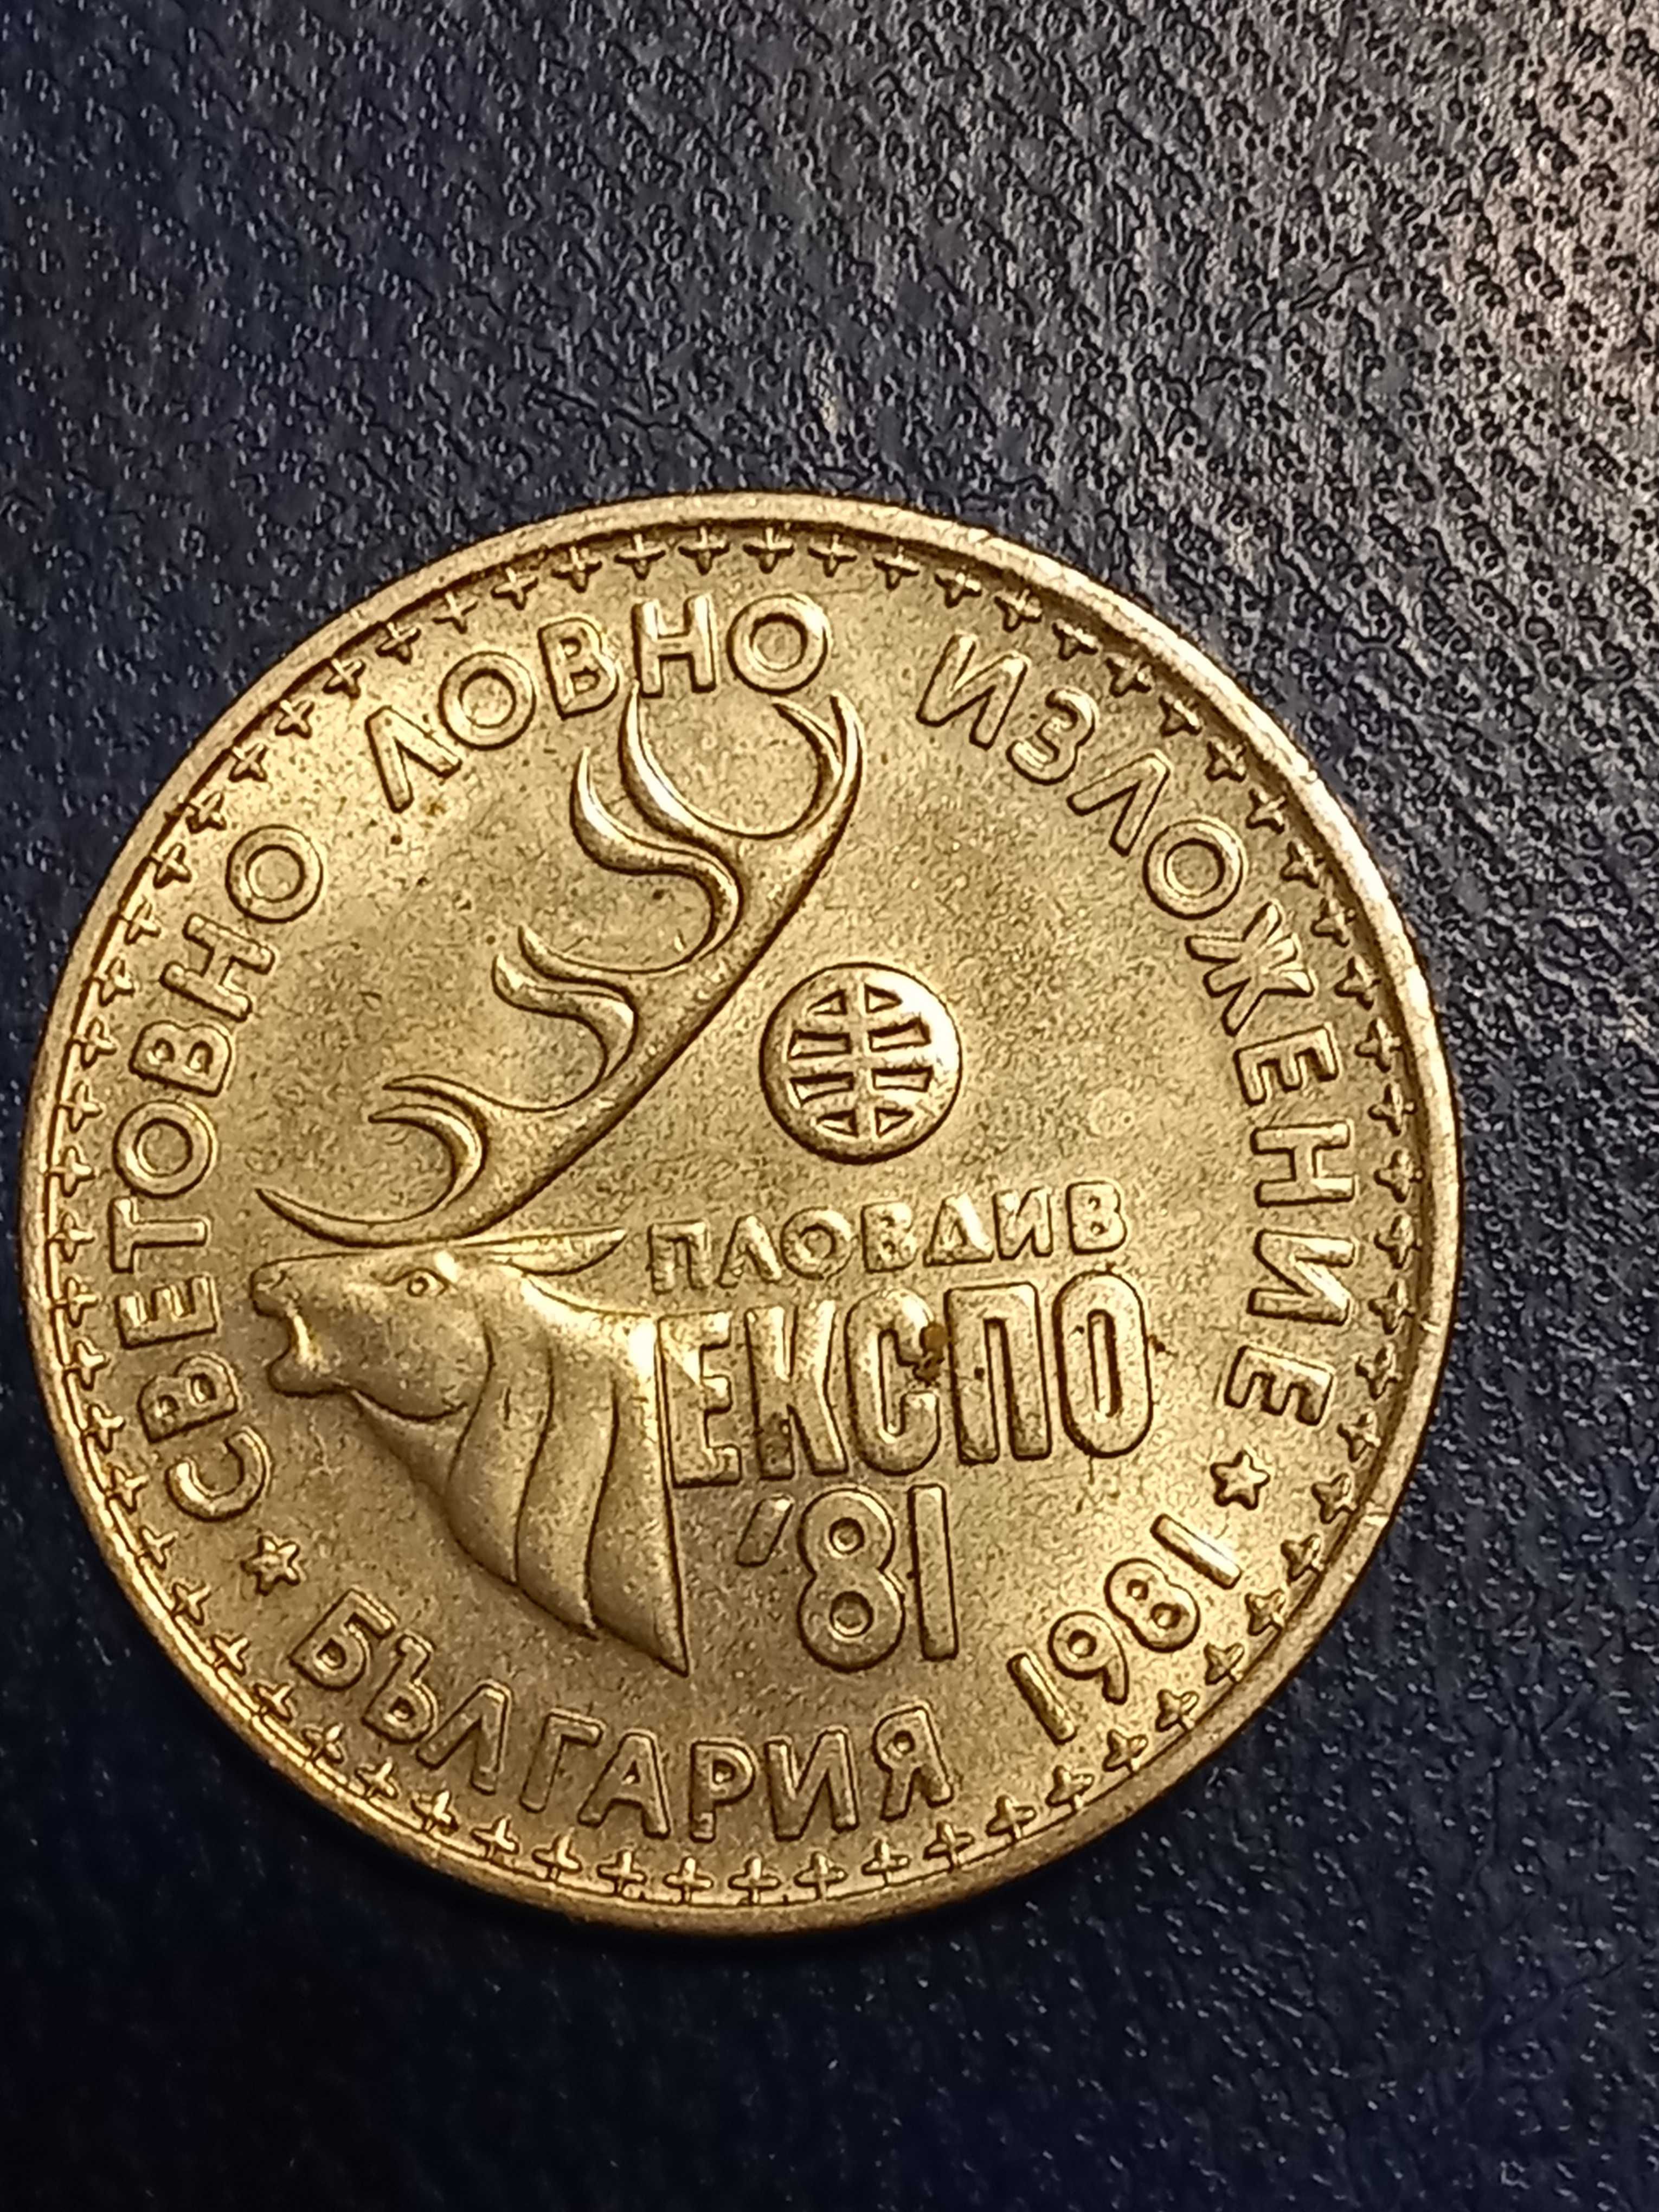 СВЕТОВНО ЛОВНО ИЗЛОЖЕНИЕ
ПЛОВДИВ
ЕКСПО
'81
БЪЛГАРИЯ 1981